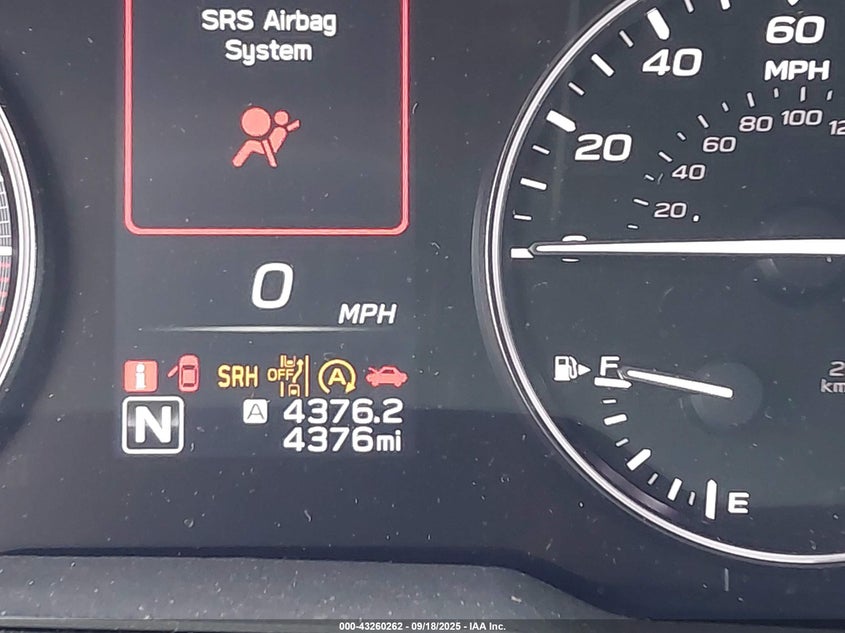 SRS Airbag
System
0
MPH
i
SRH
OFF
A
N
A 4376.2
4376mi
20
40
60
MPH
20
40
60
80
100
F
E
km
000-43260262 - 09/18/2025 - IAA Inc.